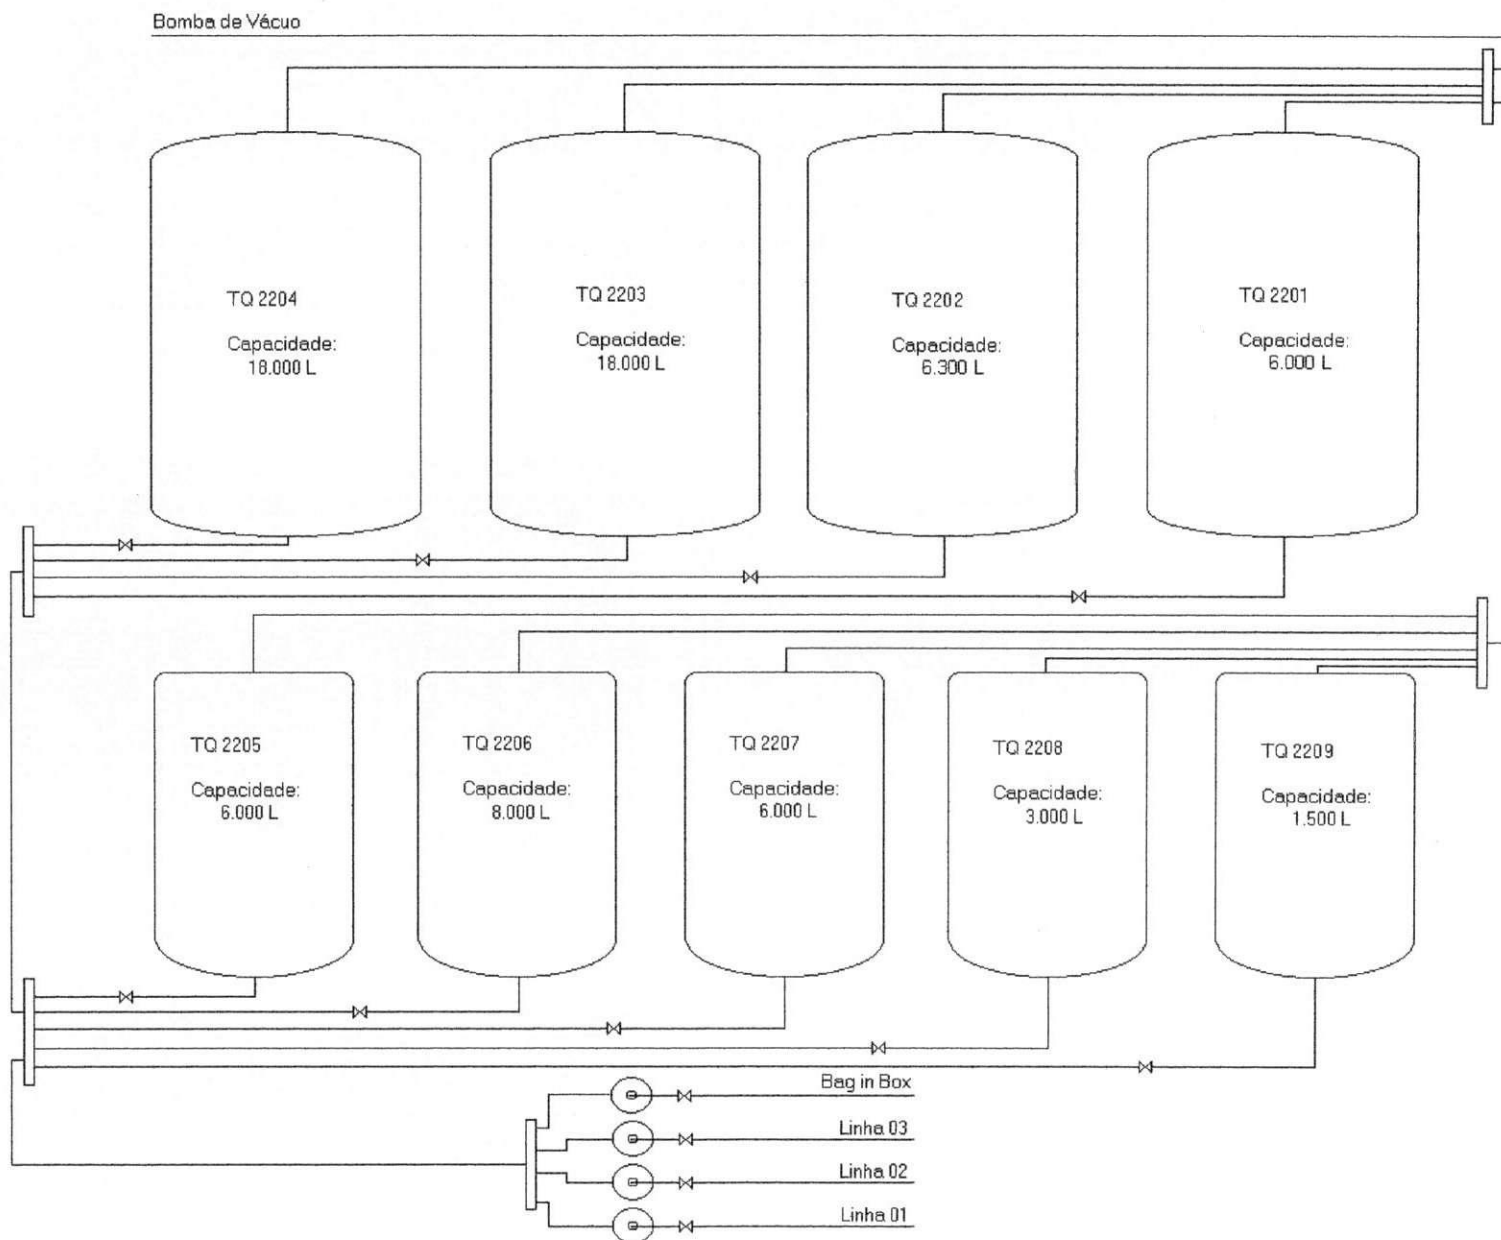 Bomba de Vácuo
TQ 2204
Capacidade:
18.000 L
TQ 2203
Capacidade:
18.000 L
TQ 2202
Capacidade:
6.300 L
TQ 2201
Capacidade:
6.000 L
TQ 2205
Capacidade:
6.000 L
TQ 2206
Capacidade:
8.000 L
TQ 2207
Capacidade:
6.000 L
TQ 2208
Capacidade:
3.000 L
TQ 2209
Capacidade:
1.500 L
Bag in Box
Linha 03
Linha 02
Linha 01